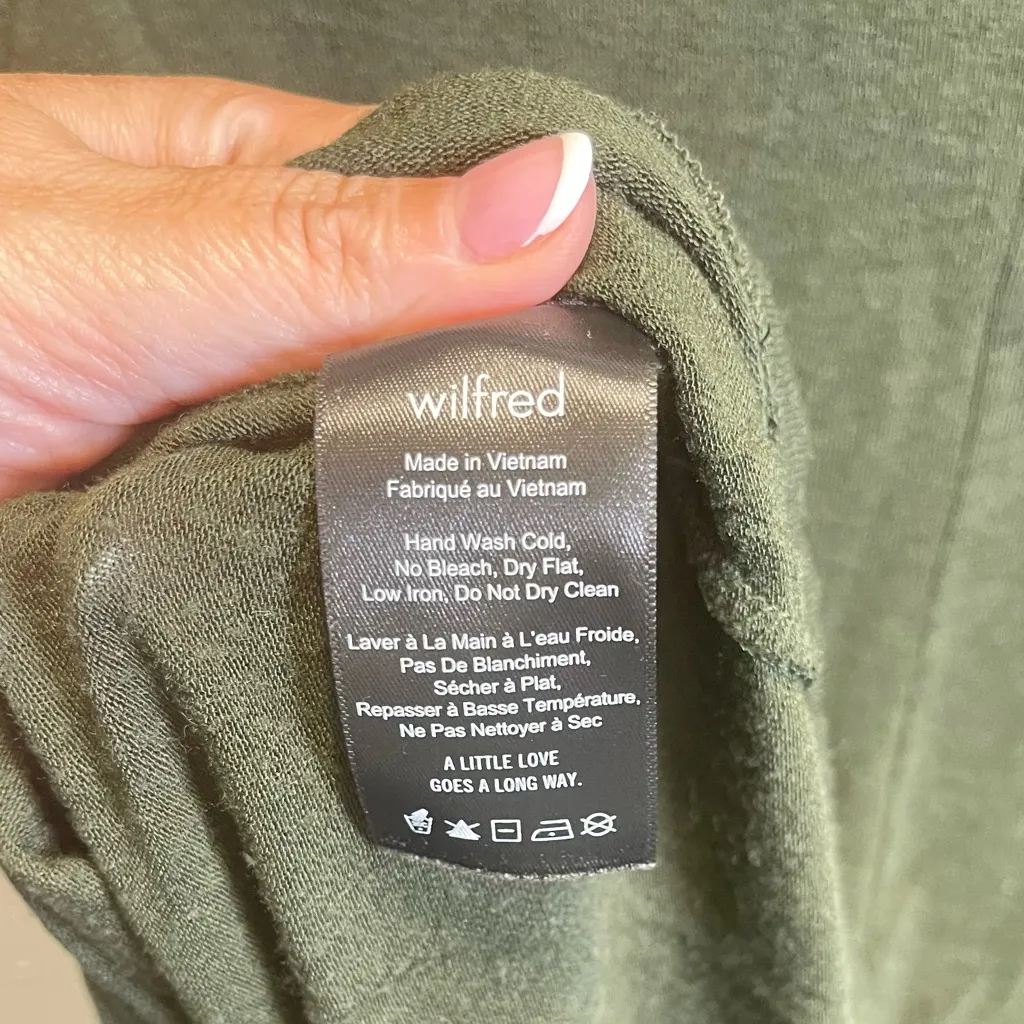 wilfred
Made in Vietnam
Fabriqué au Vietnam
Hand Wash Cold,
No Bleach, Dry Flat,
Low Iron, Do Not Dry Clean
Laver à La Main à L'eau Froide,
Pas De Blanchiment,
Sécher à Plat,
Repasser à Basse Température,
Ne Pas Nettoyer à Sec
A LITTLE LOVE
GOES A LONG WAY.